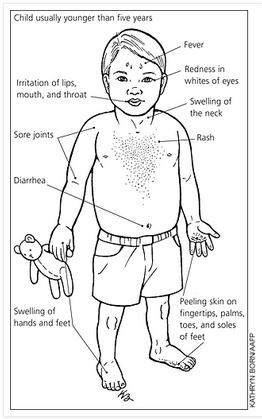 Child usually younger than five years
Fever
Redness in
whites of eyes
Irritation of lips,
mouth, and throat
Swelling of
the neck
Sore joints
Rash
Diarrhea
Swelling of
hands and feet
Peeling skin on
fingertips, palms,
toes, and soles
of feet
KATHRYN BORN/AAFP